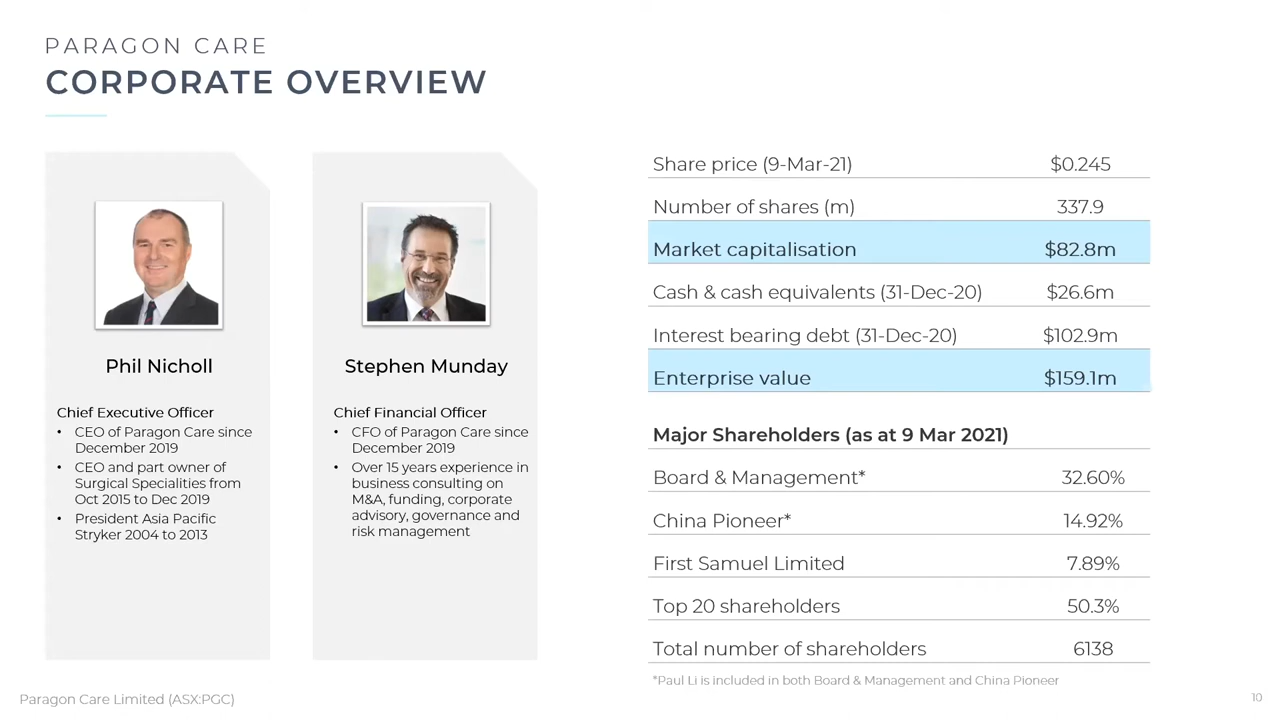 PARAGON CARE
CORPORATE OVERVIEW
Phil Nicholl
Chief Executive Officer
• CEO of Paragon Care since
December 2019
• CEO and part owner of
Surgical Specialities from
Oct 2015 to Dec 2019
• President Asia Pacific
Stryker 2004 to 2013
Stephen Munday
Chief Financial Officer
• CFO of Paragon Care since
December 2019
• Over 15 years experience in
business consulting on
M&A, funding, corporate
advisory, governance and
risk management
Share price (9-Mar-21) $0.245
Number of shares (m) 337.9
Market capitalisation $82.8m
Cash & cash equivalents (31-Dec-20) $26.6m
Interest bearing debt (31-Dec-20) $102.9m
Enterprise value $159.1m
Major Shareholders (as at 9 Mar 2021)
Board & Management* 32.60%
China Pioneer* 14.92%
First Samuel Limited 7.89%
Top 20 shareholders 50.3%
Total number of shareholders 6138
*Paul Li is included in both Board & Management and China Pioneer
Paragon Care Limited (ASX:PGC)
10